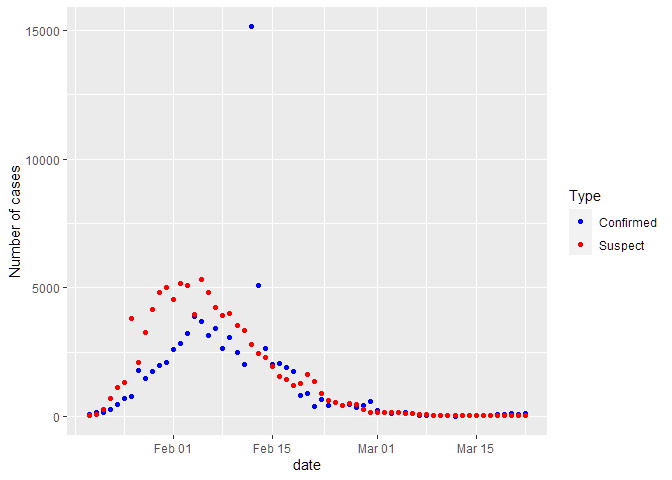 15000
10000
5000
0
Number of cases
Feb 01
Feb 15
Mar 01
Mar 15
date
Type
Confirmed
Suspect